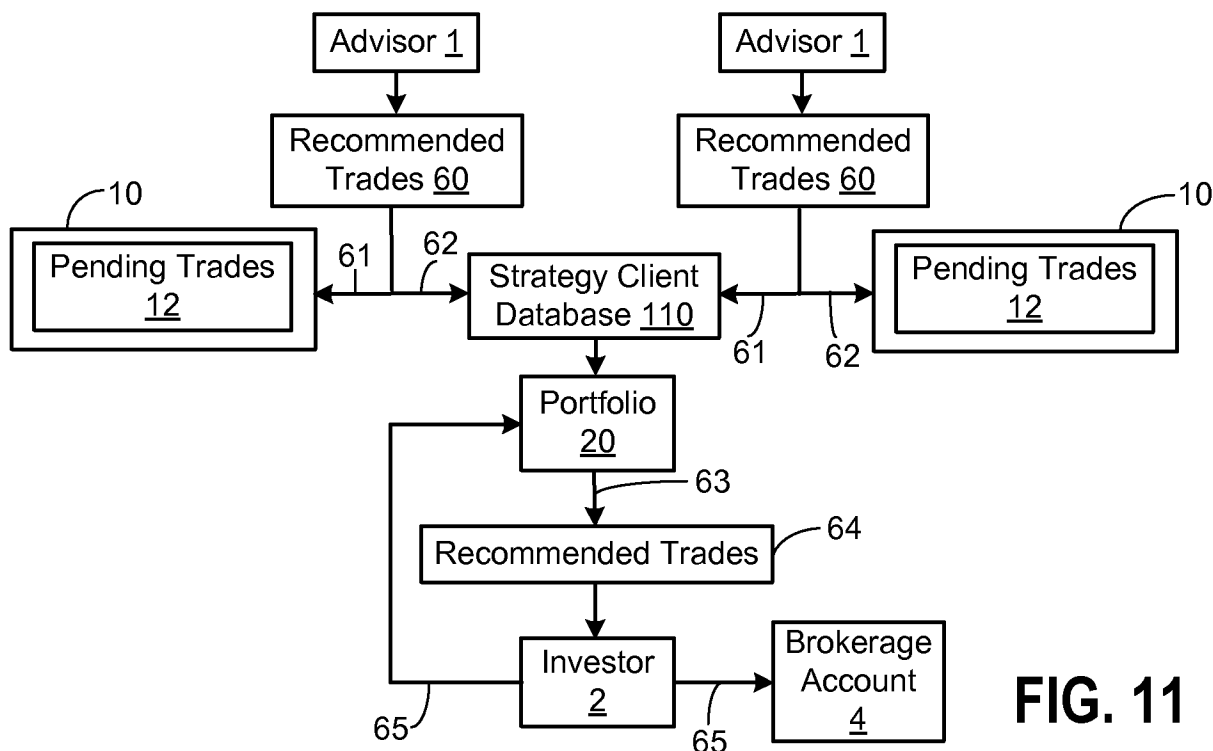 Advisor 1
Advisor 1
Recommended
Trades 60
Recommended
Trades 60
10
10
Pending Trades
12
61
62
Strategy Client
Database 110
61
62
Pending Trades
12
Portfolio
20
63
64
Recommended Trades
Investor
2
65
65
Brokerage
Account
4
FIG. 11